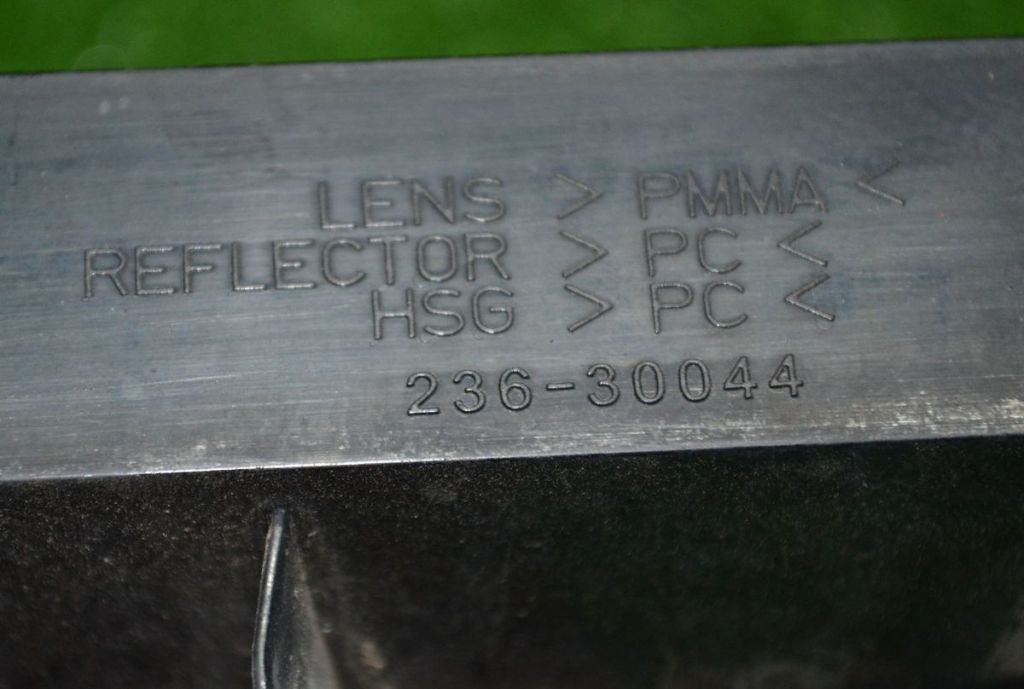 LENS > PMMA <
REFLECTOR > PC <
HSG > PC <
236-30044